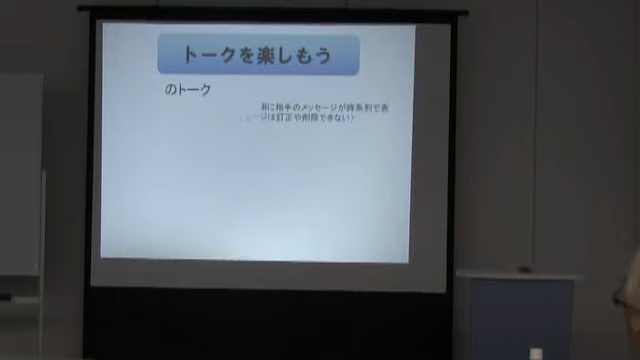 トークを楽しもう
のトーク
に相手のメッセージが時系列で表
ジは訂正や削除できない)